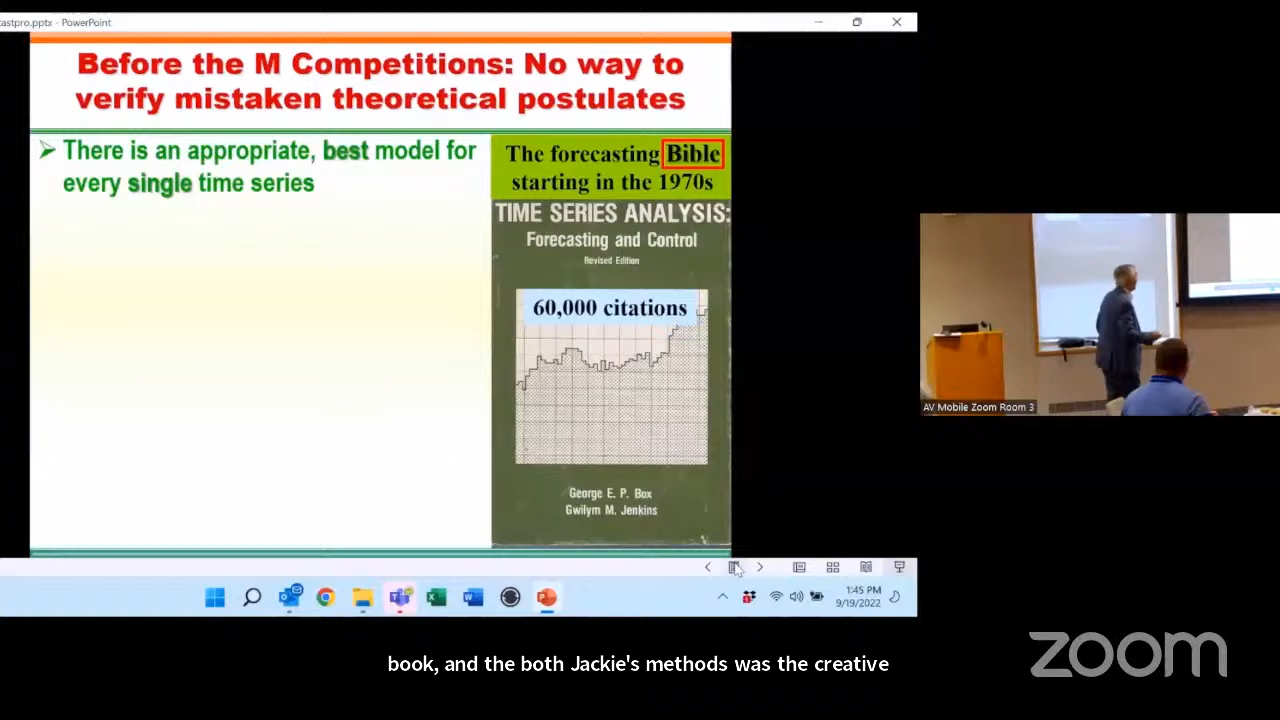 castpro.pptx - PowerPoint
Before the M Competitions: No way to
verify mistaken theoretical postulates
There is an appropriate, best model for
every single time series
The forecasting Bible
starting in the 1970s
TIME SERIES ANALYSIS:
Forecasting and Control
Revised Edition
60,000 citations
George E. P. Box
Gwilym M. Jenkins
1:45 PM
9/19/2022
AV Mobile Zoom Room 3
book, and the both Jackie's methods was the creative
zoom